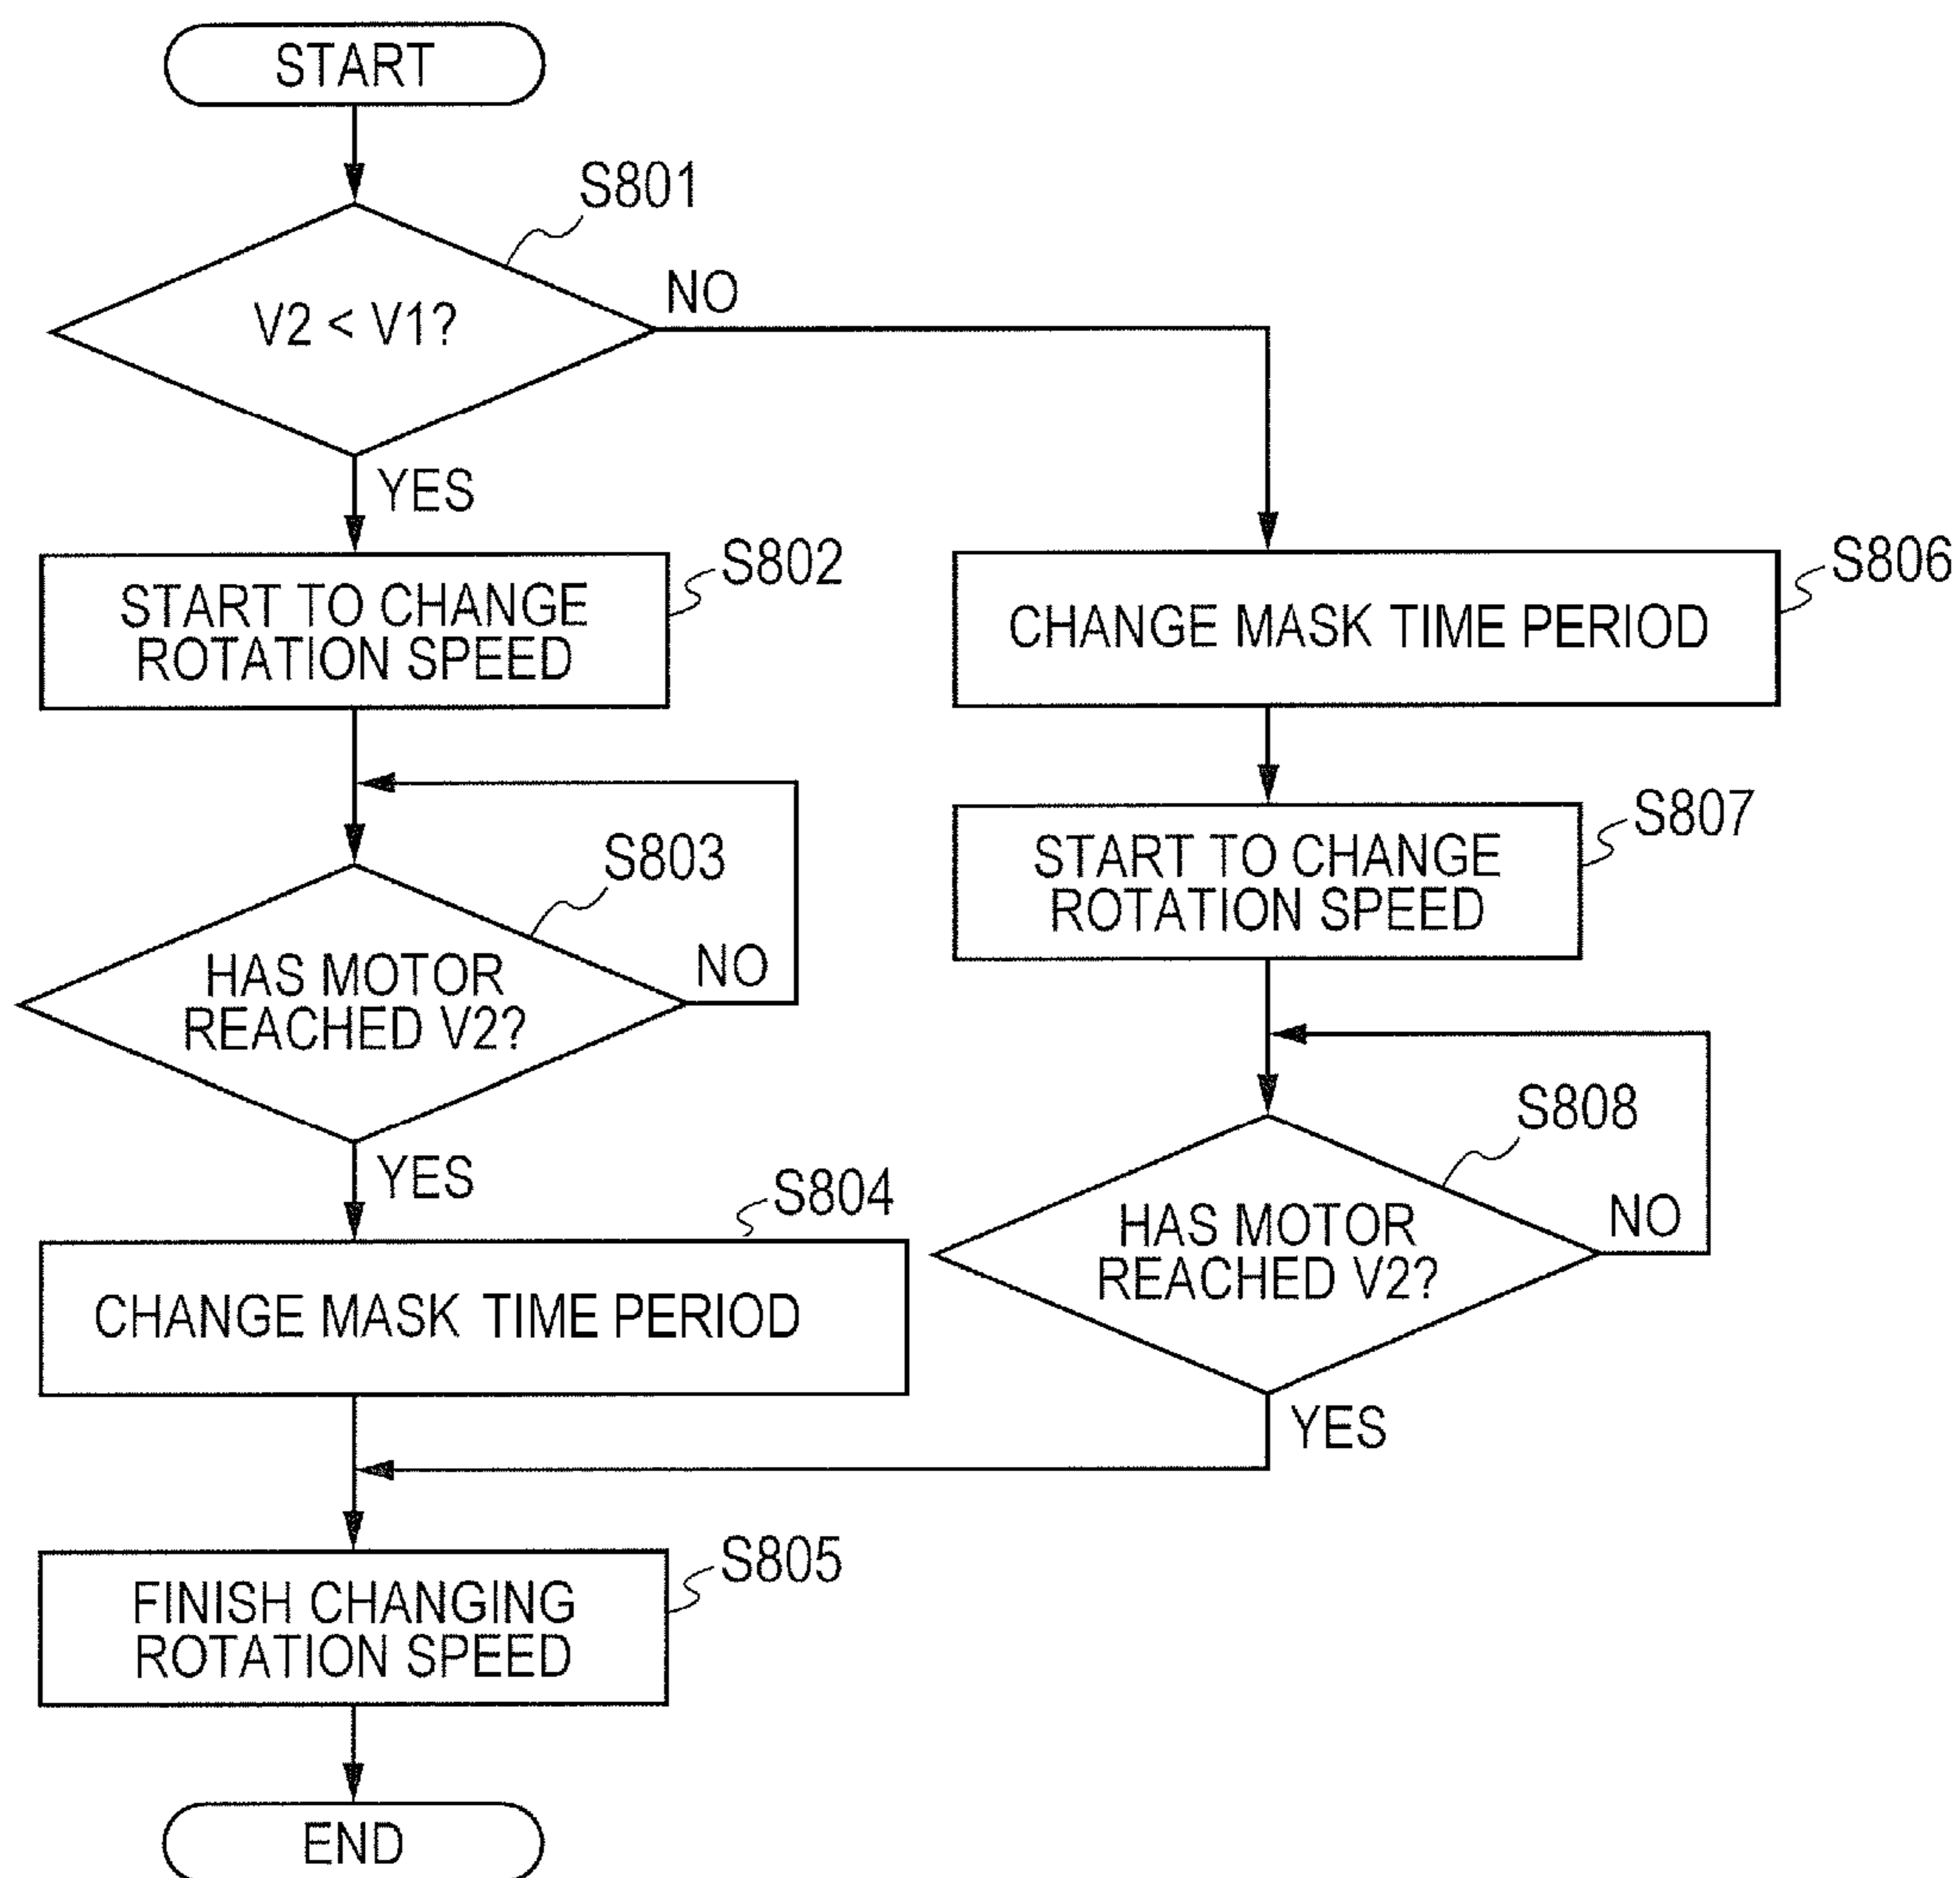 START
S801
V2 < V1?
NO
YES
S802
START TO CHANGE
ROTATION SPEED
S803
HAS MOTOR
REACHED V2?
NO
YES
S804
CHANGE MASK TIME PERIOD
S806
CHANGE MASK TIME PERIOD
S807
START TO CHANGE
ROTATION SPEED
S808
HAS MOTOR
REACHED V2?
NO
YES
S805
FINISH CHANGING
ROTATION SPEED
END